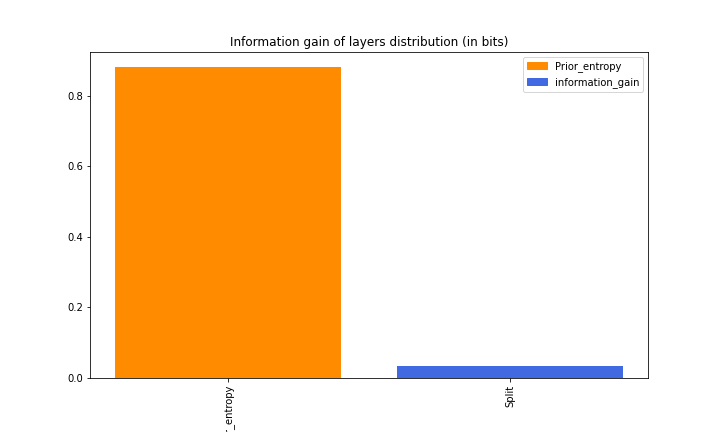 Information gain of layers distribution (in bits)
Prior_entropy
information_gain
0.8
0.6
0.4
0.2
0.0
_entropy
Split